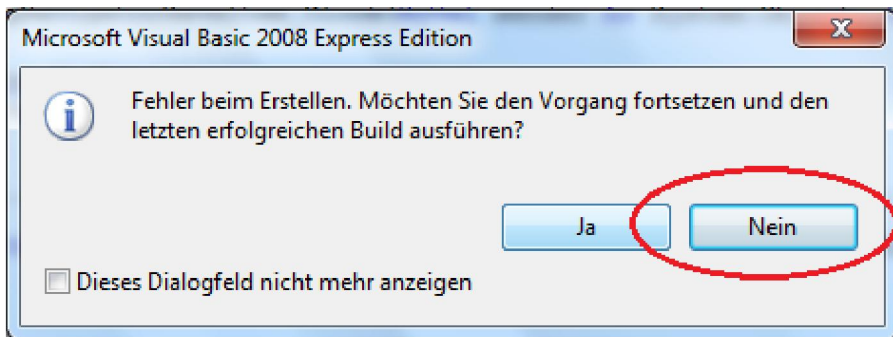 Microsoft Visual Basic 2008 Express Edition
Fehler beim Erstellen. Möchten Sie den Vorgang fortsetzen und den
letzten erfolgreichen Build ausführen?
Ja
Nein
Dieses Dialogfeld nicht mehr anzeigen